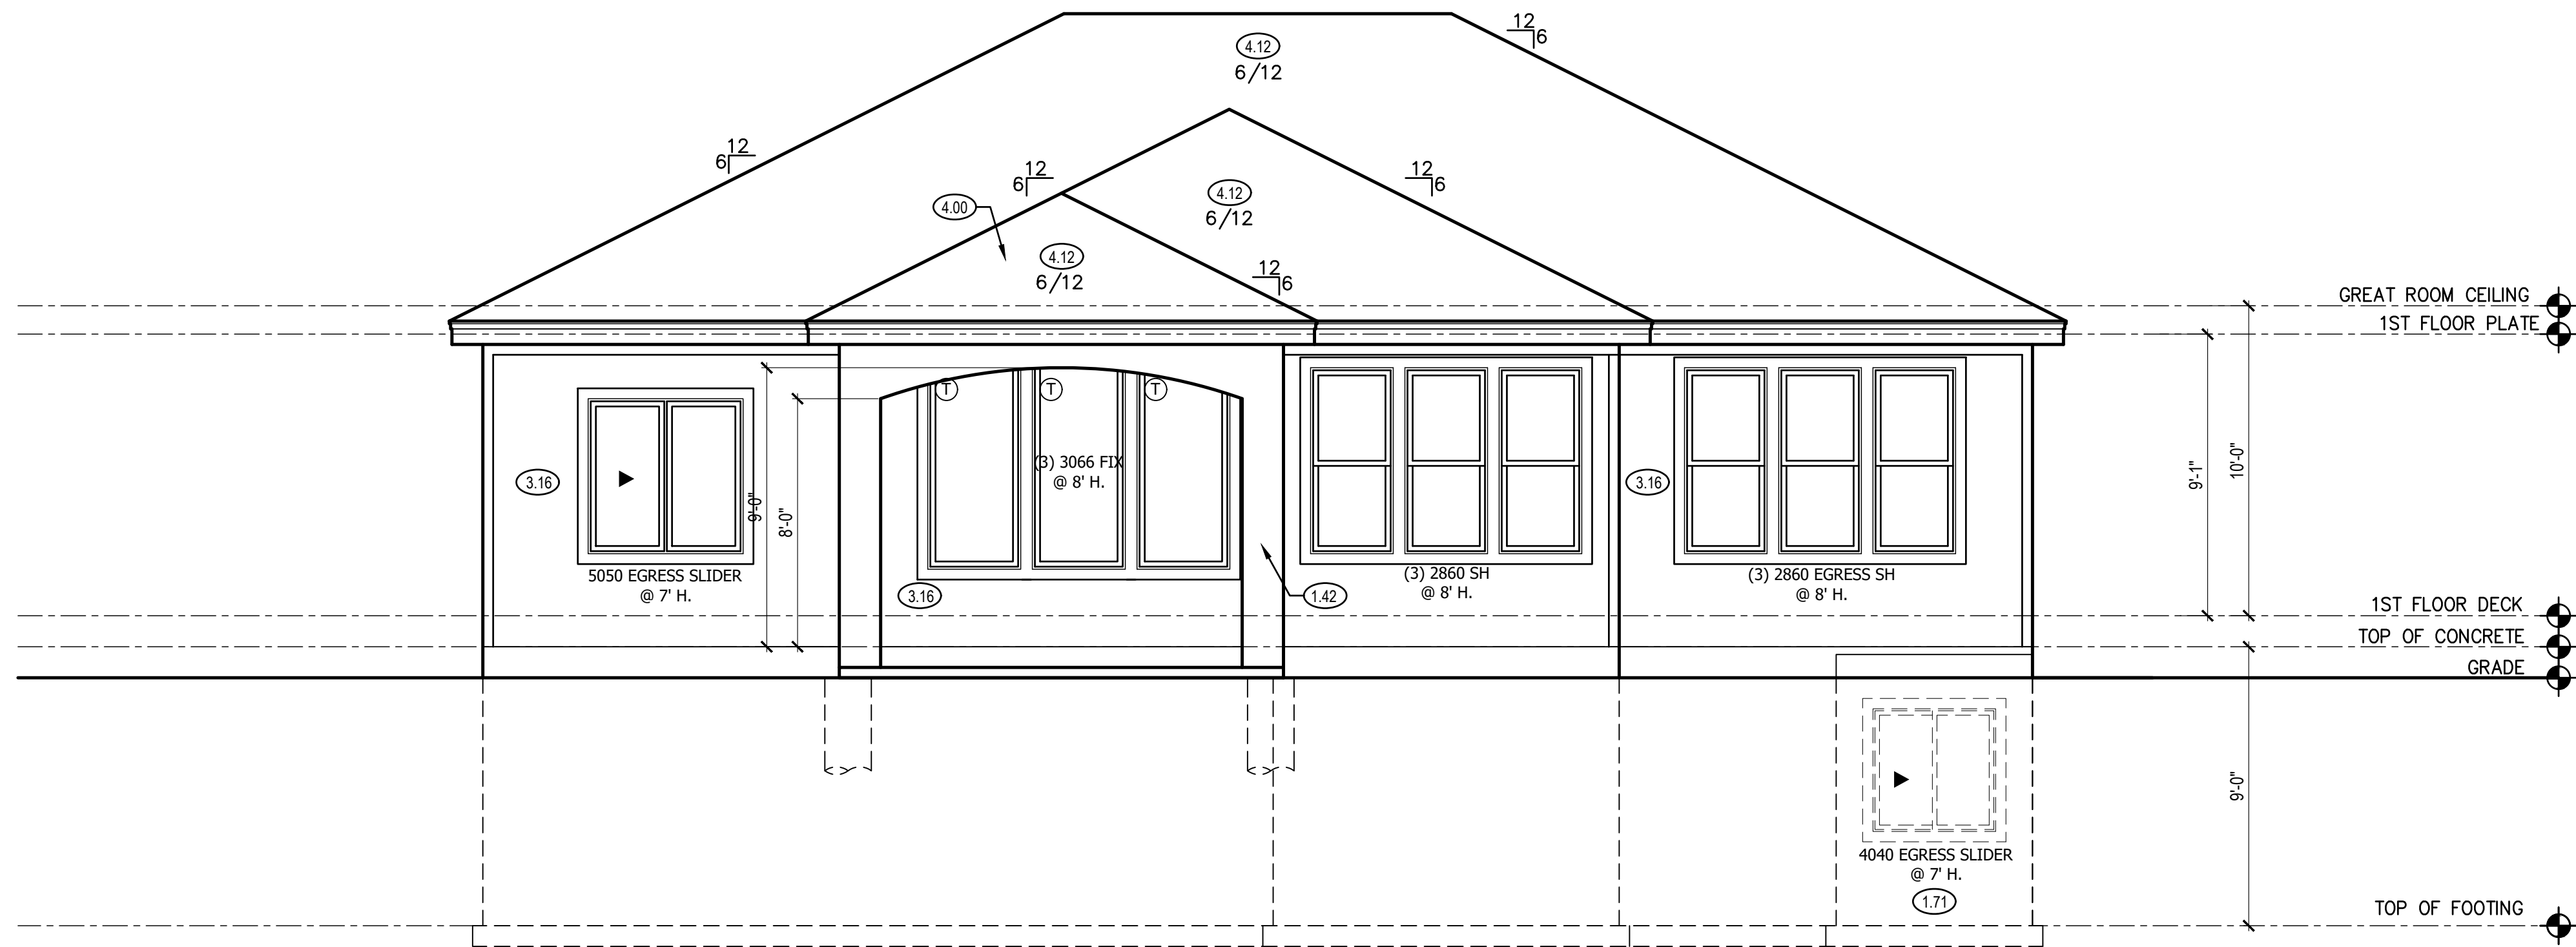 12
6
4.12
6/12
12
6
12
6
12
6
4.00
4.12
6/12
4.12
6/12
12
6
GREAT ROOM CEILING
1ST FLOOR PLATE
T
T
T
(3) 3066 FIX
@ 8' H.
3.16
9'-0"
8'-0"
3.16
9'-1"
10'-0"
5050 EGRESS SLIDER
@ 7' H.
3.16
1.42
(3) 2860 SH
@ 8' H.
(3) 2860 EGRESS SH
@ 8' H.
1ST FLOOR DECK
TOP OF CONCRETE
GRADE
9'-0"
4040 EGRESS SLIDER
@ 7' H.
1.71
TOP OF FOOTING